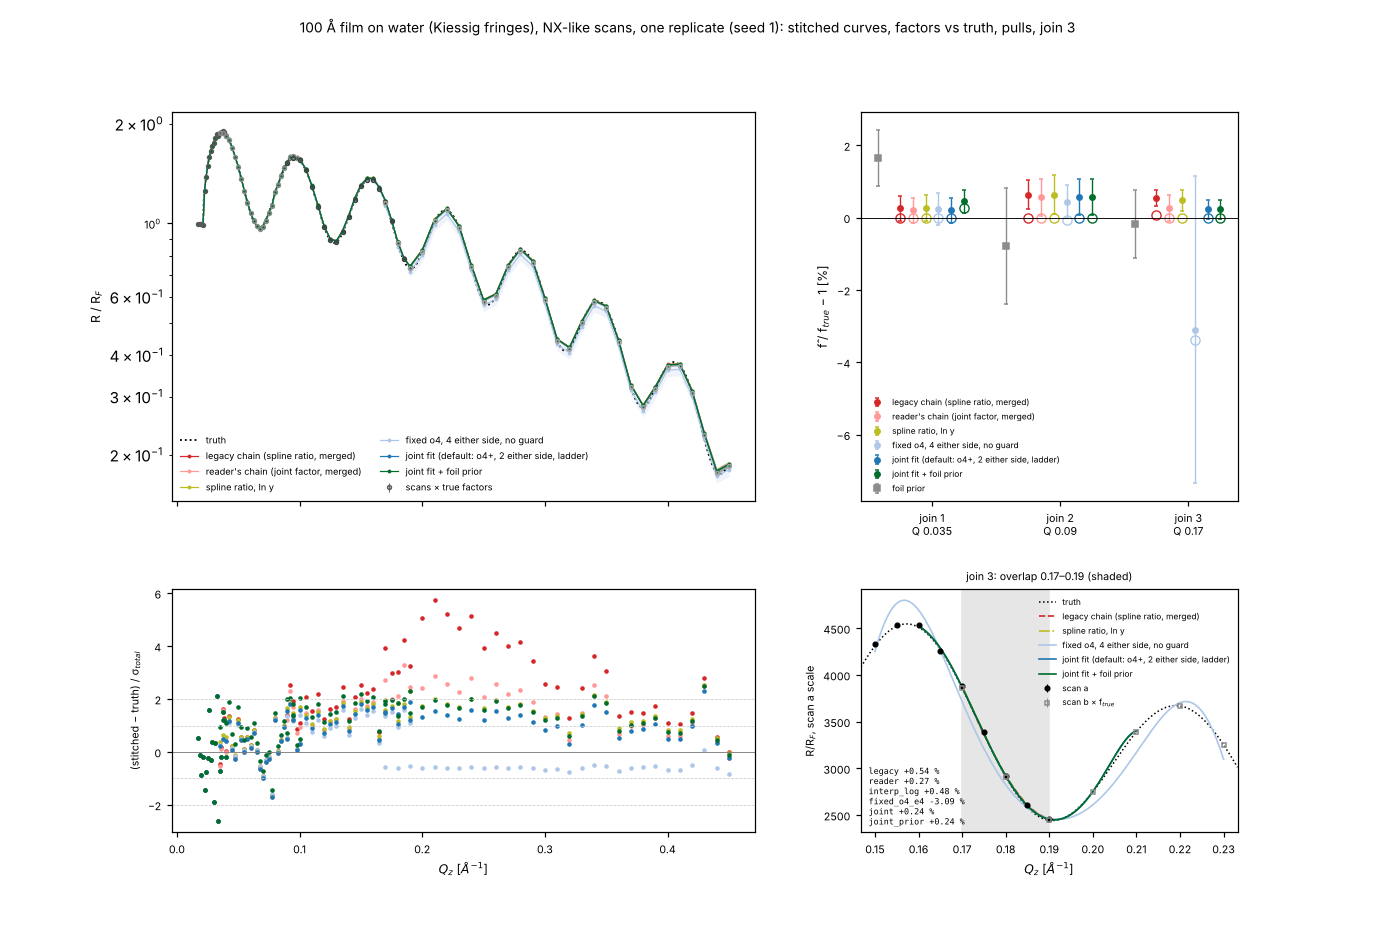 100 Å film on water (Kiessig fringes), NX-like scans, one replicate (seed 1): stitched curves, factors vs truth, pulls, join 3
2 × 10⁰
10⁰
6 × 10⁻¹
4 × 10⁻¹
3 × 10⁻¹
2 × 10⁻¹
R / R_F
truth
legacy chain (spline ratio, merged)
reader's chain (joint factor, merged)
spline ratio, ln y
fixed o4, 4 either side, no guard
joint fit (default: o4+, 2 either side, ladder)
joint fit + foil prior
scans × true factors
2
0
−2
−4
−6
f̂ / f_true − 1 [%]
legacy chain (spline ratio, merged)
reader's chain (joint factor, merged)
spline ratio, ln y
fixed o4, 4 either side, no guard
joint fit (default: o4+, 2 either side, ladder)
joint fit + foil prior
foil prior
join 1
Q 0.035
join 2
Q 0.09
join 3
Q 0.17
6
4
2
0
−2
(stitched − truth) / σ_total
0.0
0.1
0.2
0.3
0.4
Q_z [Å⁻¹]
join 3: overlap 0.17–0.19 (shaded)
4500
4000
3500
3000
2500
R/R_F, scan a scale
truth
legacy chain (spline ratio, merged)
spline ratio, ln y
fixed o4, 4 either side, no guard
joint fit (default: o4+, 2 either side, ladder)
joint fit + foil prior
scan a
scan b × f_true
legacy +0.54 %
reader +0.27 %
interp_log +0.48 %
fixed_o4_e4 -3.09 %
joint +0.24 %
joint_prior +0.24 %
0.15
0.16
0.17
0.18
0.19
0.20
0.21
0.22
0.23
Q_z [Å⁻¹]